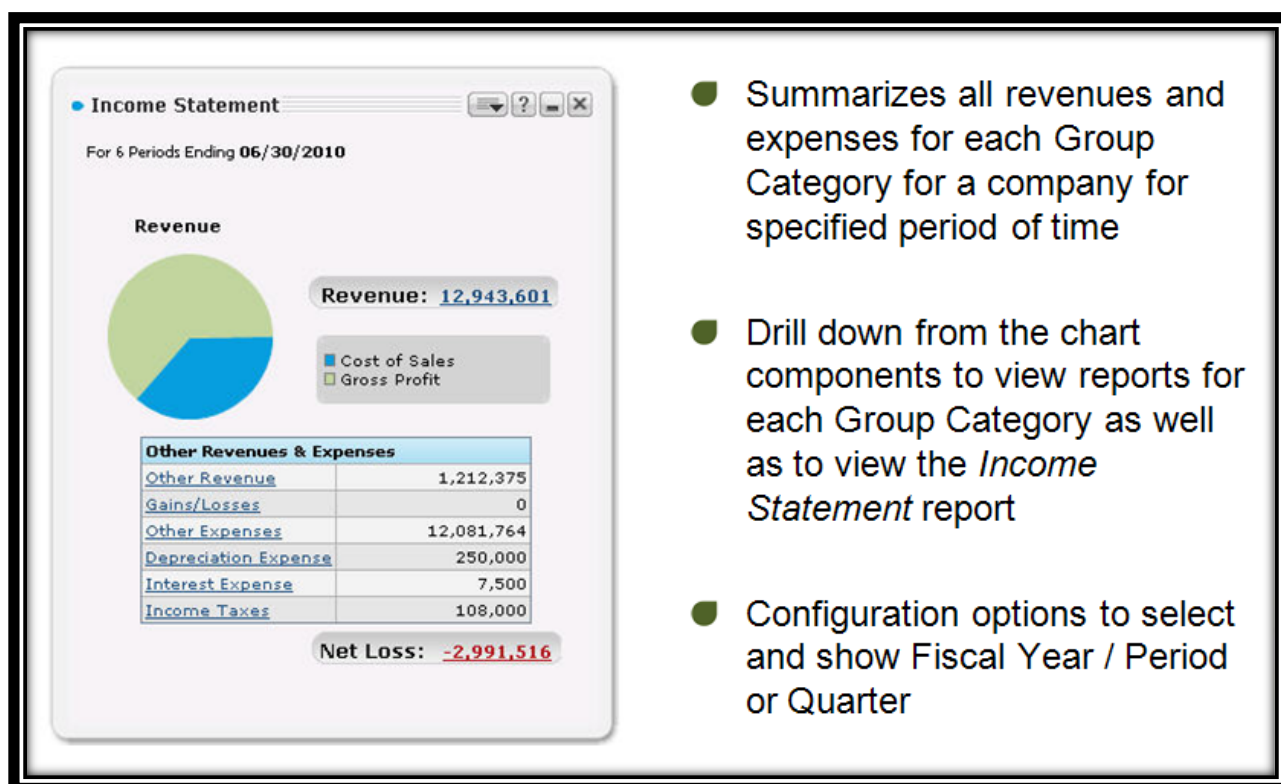 Income Statement
?
For 6 Periods Ending 06/30/2010
Revenue
Revenue: 12,943,601
Cost of Sales
Gross Profit
Other Revenues & Expenses
Other Revenue 1,212,375
Gains/Losses 0
Other Expenses 12,081,764
Depreciation Expense 250,000
Interest Expense 7,500
Income Taxes 108,000
Net Loss: -2,991,516
Summarizes all revenues and
expenses for each Group
Category for a company for
specified period of time
Drill down from the chart
components to view reports for
each Group Category as well
as to view the Income
Statement report
Configuration options to select
and show Fiscal Year / Period
or Quarter